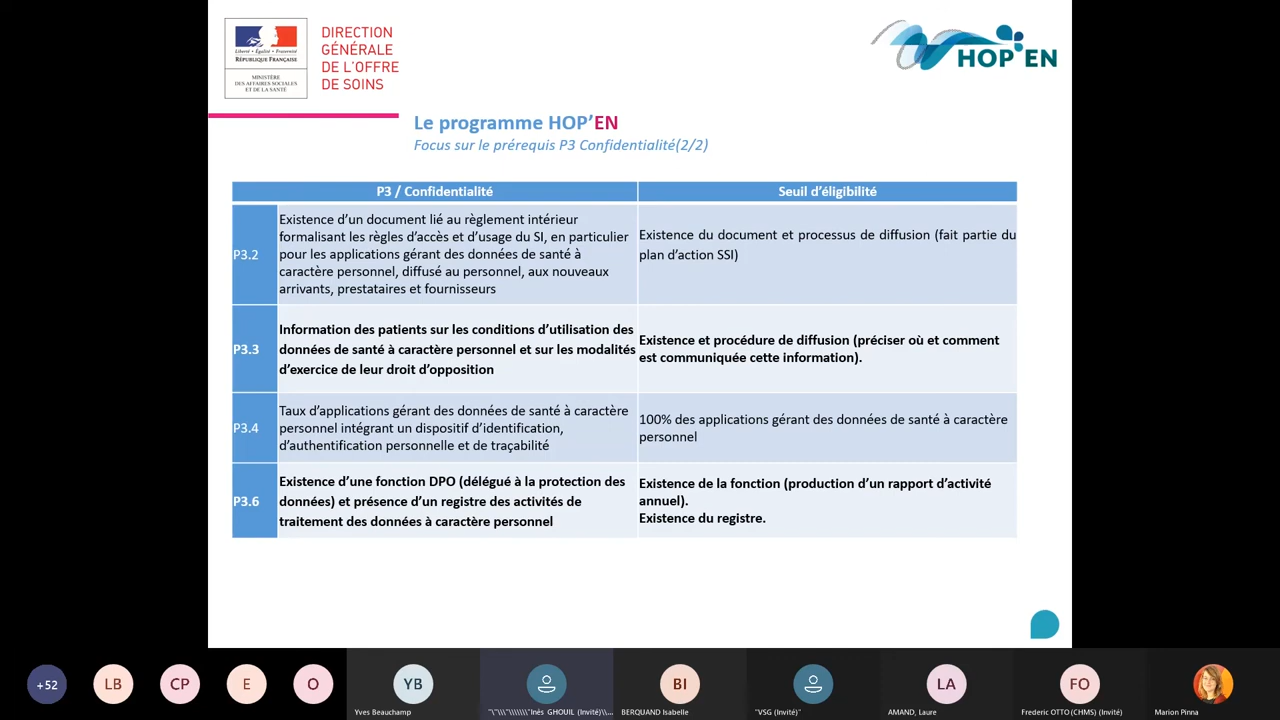 Liberté • Égalité • Fraternité
RÉPUBLIQUE FRANÇAISE
MINISTÈRE
DES AFFAIRES SOCIALES
ET DE LA SANTÉ
DIRECTION
GÉNÉRALE
DE L'OFFRE
DE SOINS
HOP'EN
Le programme HOP'EN
Focus sur le prérequis P3 Confidentialité(2/2)
P3 / Confidentialité
Seuil d'éligibilité
P3.2
Existence d'un document lié au règlement intérieur
formalisant les règles d'accès et d'usage du SI, en particulier
pour les applications gérant des données de santé à
caractère personnel, diffusé au personnel, aux nouveaux
arrivants, prestataires et fournisseurs
Existence du document et processus de diffusion (fait partie du
plan d'action SSI)
P3.3
Information des patients sur les conditions d'utilisation des
données de santé à caractère personnel et sur les modalités
d'exercice de leur droit d'opposition
Existence et procédure de diffusion (préciser où et comment
est communiquée cette information).
P3.4
Taux d'applications gérant des données de santé à caractère
personnel intégrant un dispositif d'identification,
d'authentification personnelle et de traçabilité
100% des applications gérant des données de santé à caractère
personnel
P3.6
Existence d'une fonction DPO (délégué à la protection des
données) et présence d'un registre des activités de
traitement des données à caractère personnel
Existence de la fonction (production d'un rapport d'activité
annuel).
Existence du registre.
+52
LB
CP
E
O
YB
BI
LA
FO
Yves Beauchamp
"\"\\"\\\\\\\"Inès GHOUIL (Invité)\\...
BERQUAND Isabelle
"VSG (Invité)"
AMAND, Laure
Frederic OTTO (CHMS) (Invité)
Marion Pinna